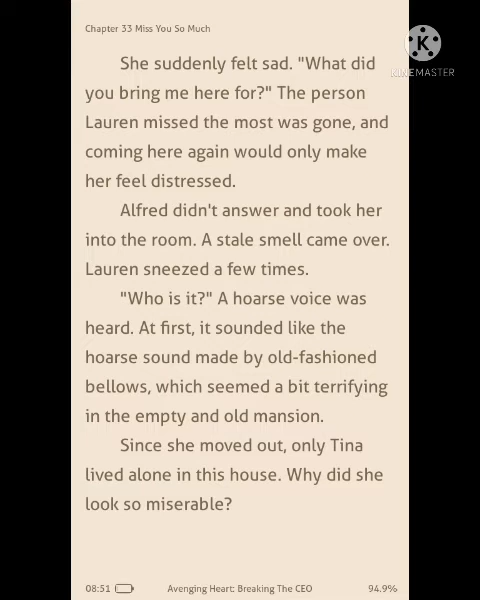 Chapter 33 Miss You So Much
K
KINEMASTER
She suddenly felt sad. "What did
you bring me here for?" The person
Lauren missed the most was gone, and
coming here again would only make
her feel distressed.
Alfred didn't answer and took her
into the room. A stale smell came over.
Lauren sneezed a few times.
"Who is it?" A hoarse voice was
heard. At first, it sounded like the
hoarse sound made by old-fashioned
bellows, which seemed a bit terrifying
in the empty and old mansion.
Since she moved out, only Tina
lived alone in this house. Why did she
look so miserable?
08:51 Avenging Heart: Breaking The CEO 94.9%